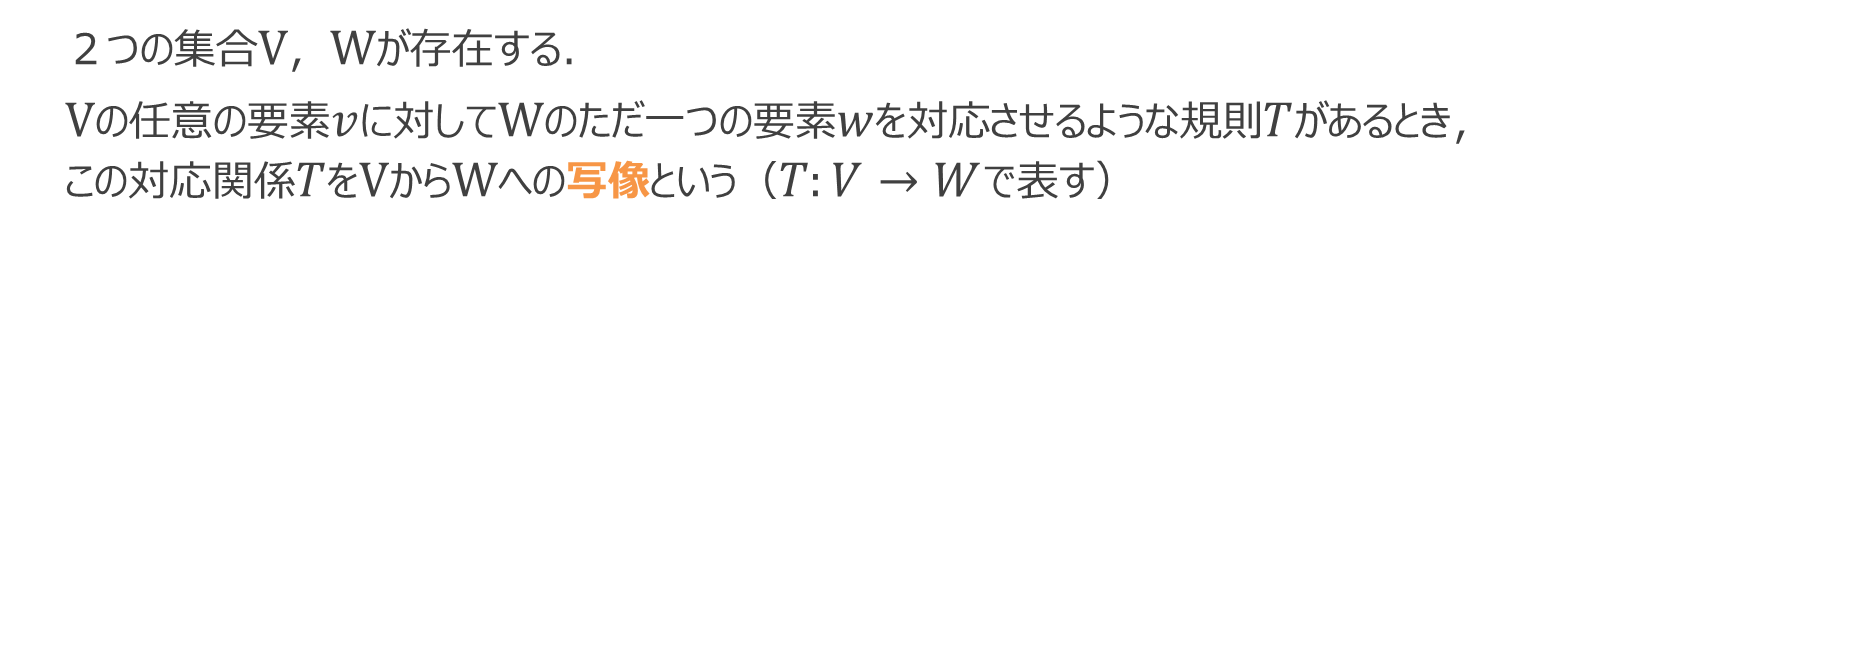 ２つの集合V，Wが存在する.
Vの任意の要素vに対してWのただ一つの要素wを対応させるような規則Tがあるとき,
この対応関係TをVからWへの写像という（T: V → Wで表す）